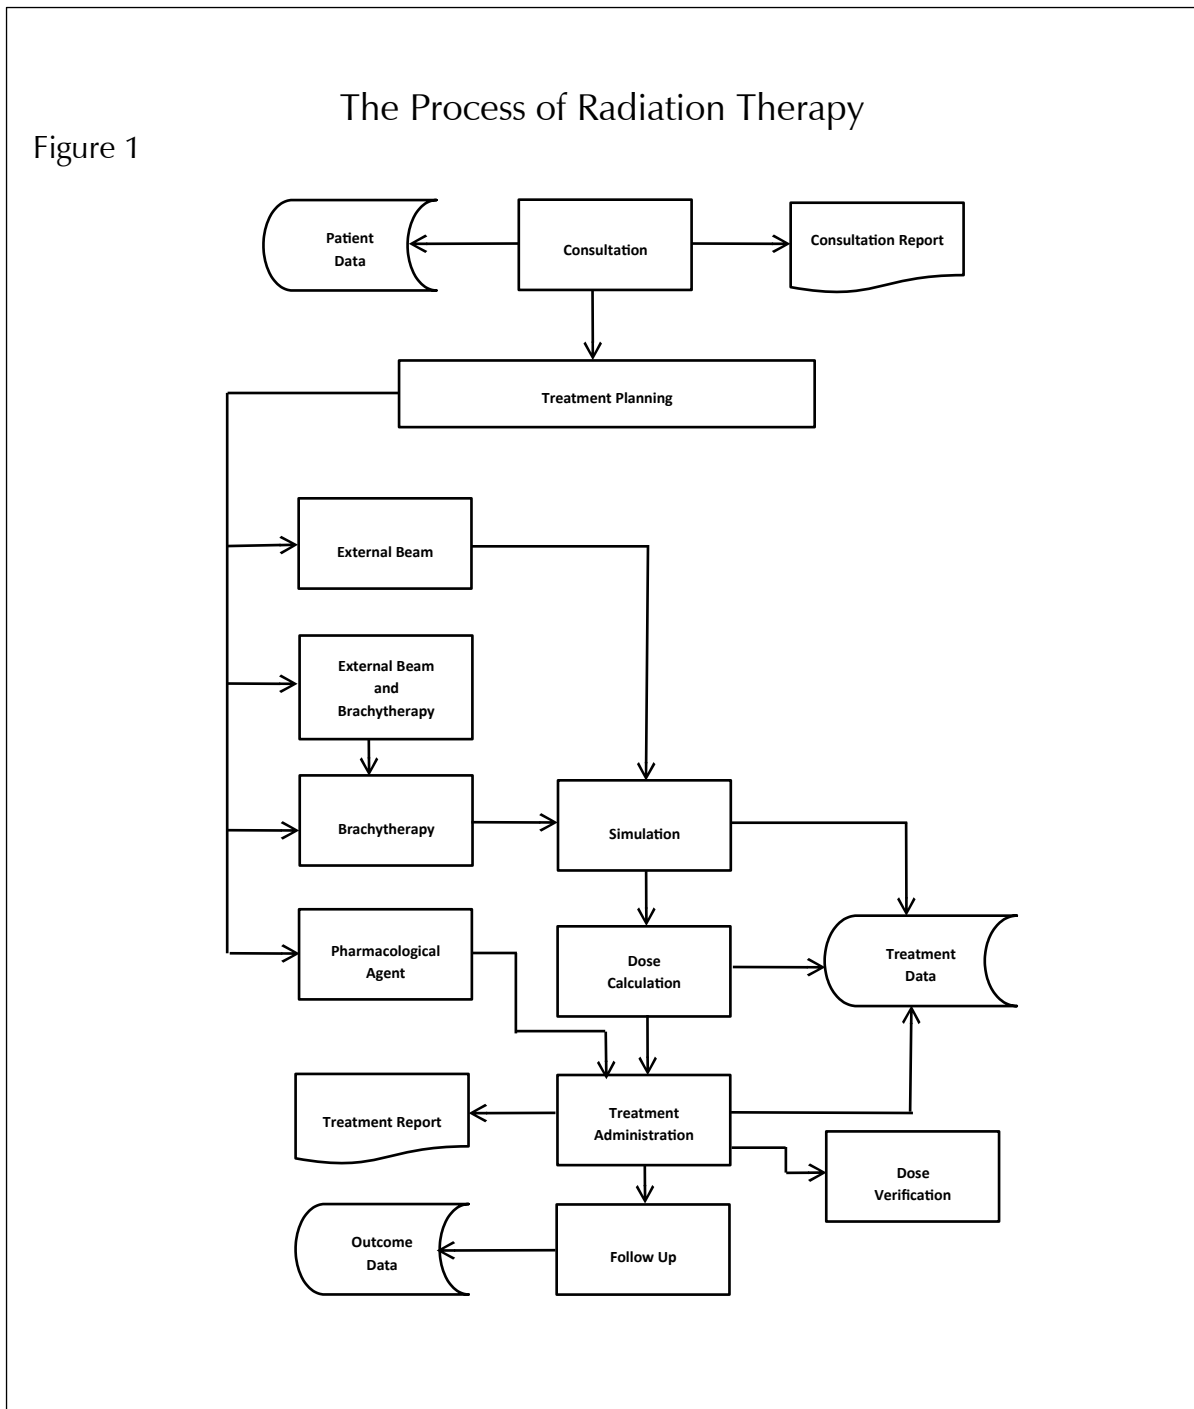 The Process of Radiation Therapy
Figure 1
Patient
Data
Consultation
Consultation Report
Treatment Planning
External Beam
External Beam
and
Brachytherapy
Brachytherapy
Simulation
Pharmacological
Agent
Dose
Calculation
Treatment
Data
Treatment Report
Treatment
Administration
Dose
Verification
Outcome
Data
Follow Up